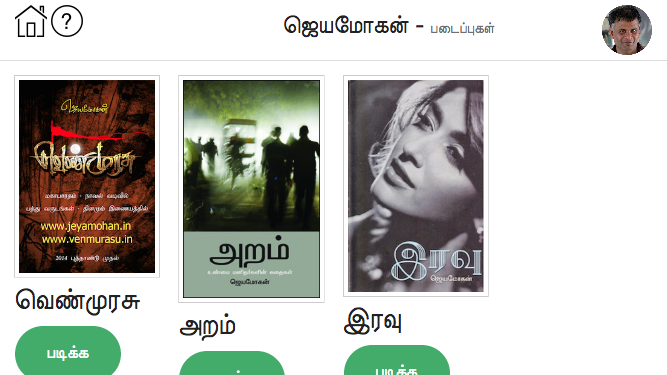 ஜெயமோகன் - படைப்புகள்
ஜெயமோகன்
வெண்முரசு
மகாபாரதம் - நாவல் வடிவில்
பத்து வருடங்கள் - தினமும் இணையத்தில்
www.jeyamohan.in
www.venmurasu.in
2014 புத்தாண்டு முதல்
வெண்முரசு
படிக்க
அறம்
உண்மை மனிதர்களின் கதைகள்
ஜெயமோகன்
அறம்
இரவு
ஜெயமோகன்
இரவு
படிக்க